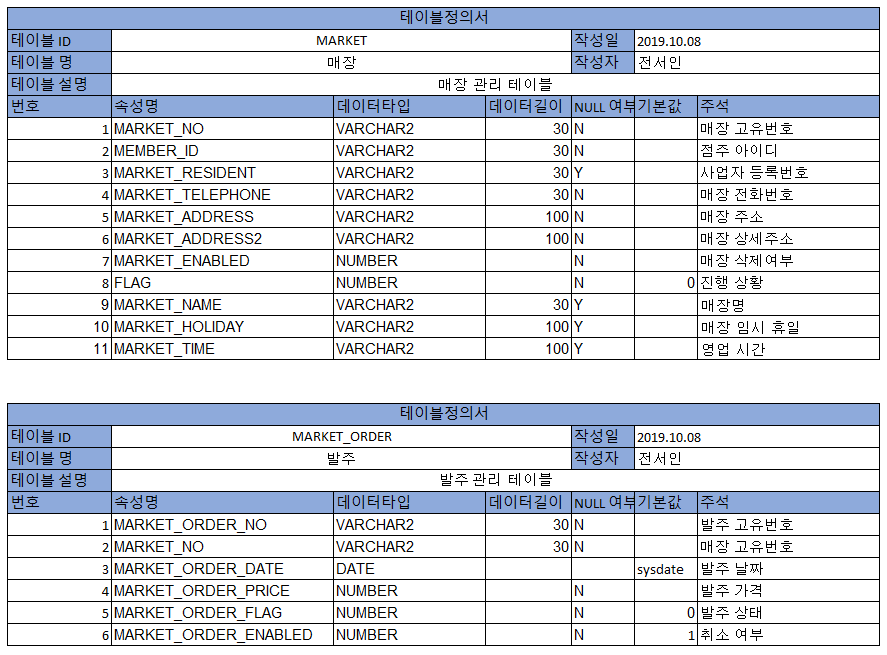 테이블정의서
테이블 ID MARKET 작성일 2019.10.08
테이블 명 매장 작성자 전서인
테이블 설명 매장 관리 테이블
번호 속성명 데이터타입 데이터길이 NULL 여부 기본값 주석
1 MARKET_NO VARCHAR2 30 N 매장 고유번호
2 MEMBER_ID VARCHAR2 30 N 점주 아이디
3 MARKET_RESIDENT VARCHAR2 30 Y 사업자 등록번호
4 MARKET_TELEPHONE VARCHAR2 30 N 매장 전화번호
5 MARKET_ADDRESS VARCHAR2 100 N 매장 주소
6 MARKET_ADDRESS2 VARCHAR2 100 N 매장 상세주소
7 MARKET_ENABLED NUMBER N 매장 삭제여부
8 FLAG NUMBER N 0 진행 상황
9 MARKET_NAME VARCHAR2 30 Y 매장명
10 MARKET_HOLIDAY VARCHAR2 100 Y 매장 임시 휴일
11 MARKET_TIME VARCHAR2 100 Y 영업 시간
테이블정의서
테이블 ID MARKET_ORDER 작성일 2019.10.08
테이블 명 발주 작성자 전서인
테이블 설명 발주 관리 테이블
번호 속성명 데이터타입 데이터길이 NULL 여부 기본값 주석
1 MARKET_ORDER_NO VARCHAR2 30 N 발주 고유번호
2 MARKET_NO VARCHAR2 30 N 매장 고유번호
3 MARKET_ORDER_DATE DATE sysdate 발주 날짜
4 MARKET_ORDER_PRICE NUMBER N 발주 가격
5 MARKET_ORDER_FLAG NUMBER N 0 발주 상태
6 MARKET_ORDER_ENABLED NUMBER N 1 취소 여부